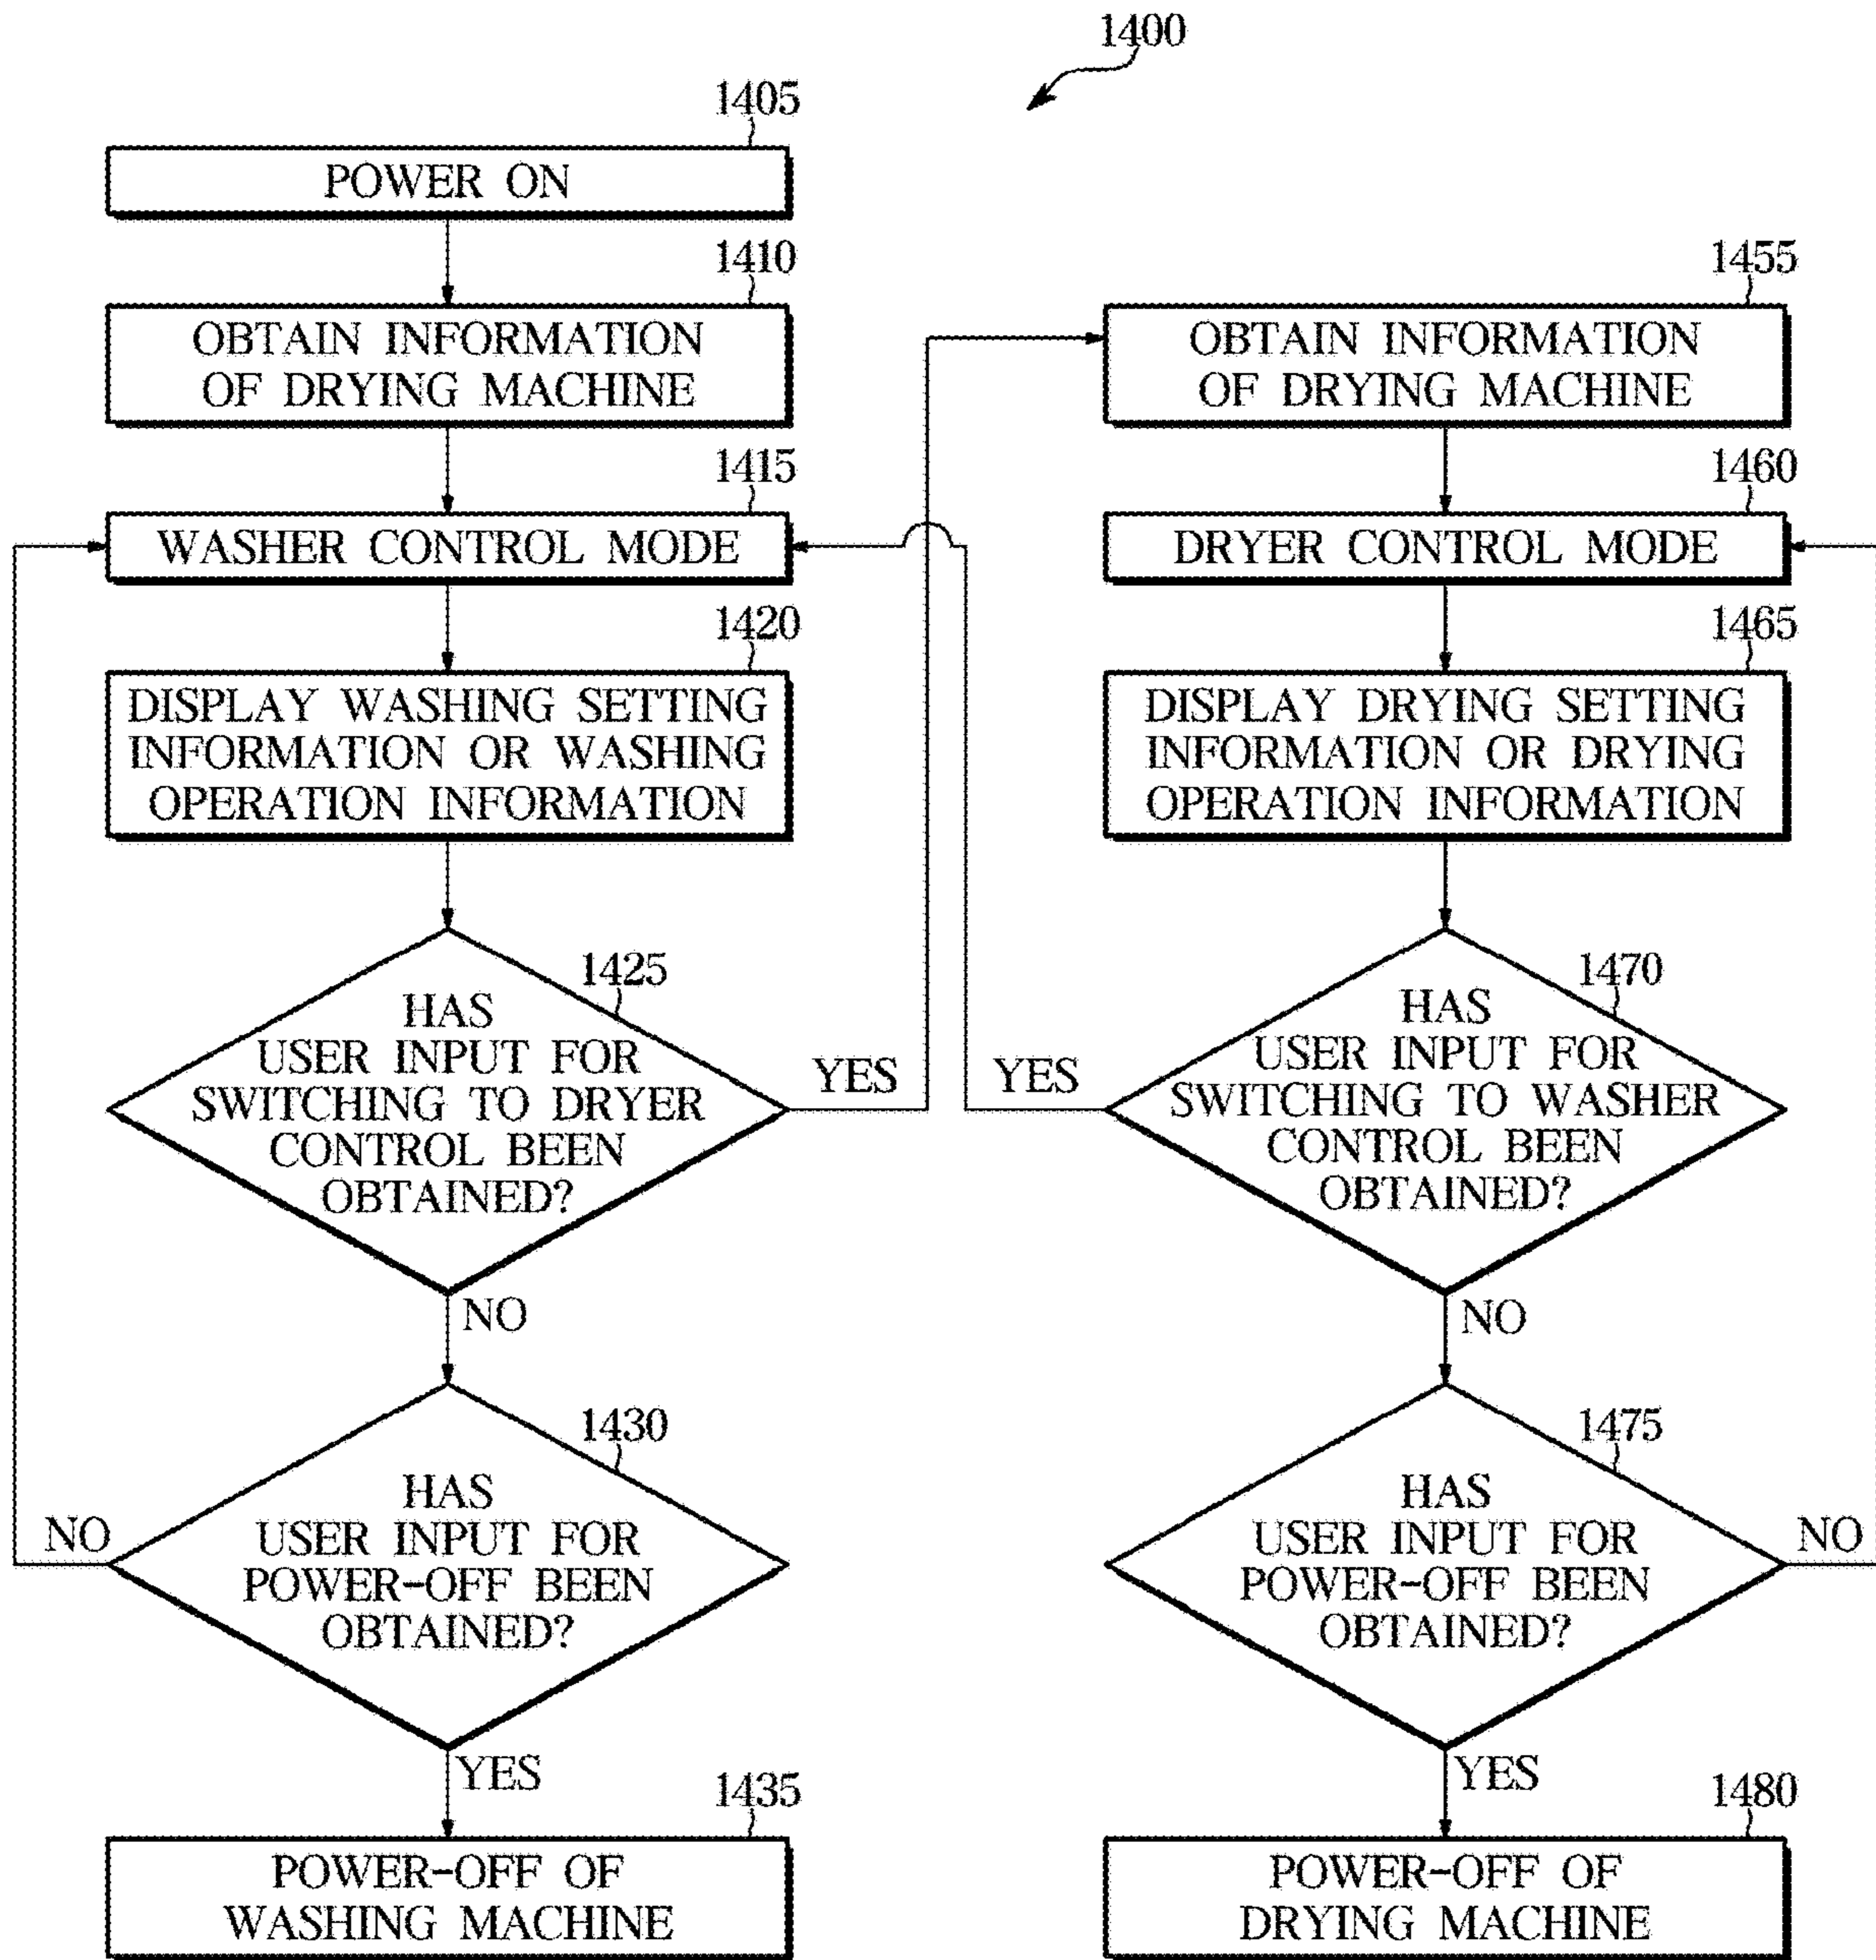 1400
1405
POWER ON
1410
OBTAIN INFORMATION
OF DRYING MACHINE
1415
WASHER CONTROL MODE
1420
DISPLAY WASHING SETTING
INFORMATION OR WASHING
OPERATION INFORMATION
1425
HAS
USER INPUT FOR
SWITCHING TO DRYER
CONTROL BEEN
OBTAINED?
YES
NO
1430
HAS
USER INPUT FOR
POWER-OFF BEEN
OBTAINED?
NO
YES
1435
POWER-OFF OF
WASHING MACHINE
1455
OBTAIN INFORMATION
OF DRYING MACHINE
1460
DRYER CONTROL MODE
1465
DISPLAY DRYING SETTING
INFORMATION OR DRYING
OPERATION INFORMATION
1470
HAS
USER INPUT FOR
SWITCHING TO WASHER
CONTROL BEEN
OBTAINED?
YES
NO
1475
HAS
USER INPUT FOR
POWER-OFF BEEN
OBTAINED?
NO
YES
1480
POWER-OFF OF
DRYING MACHINE